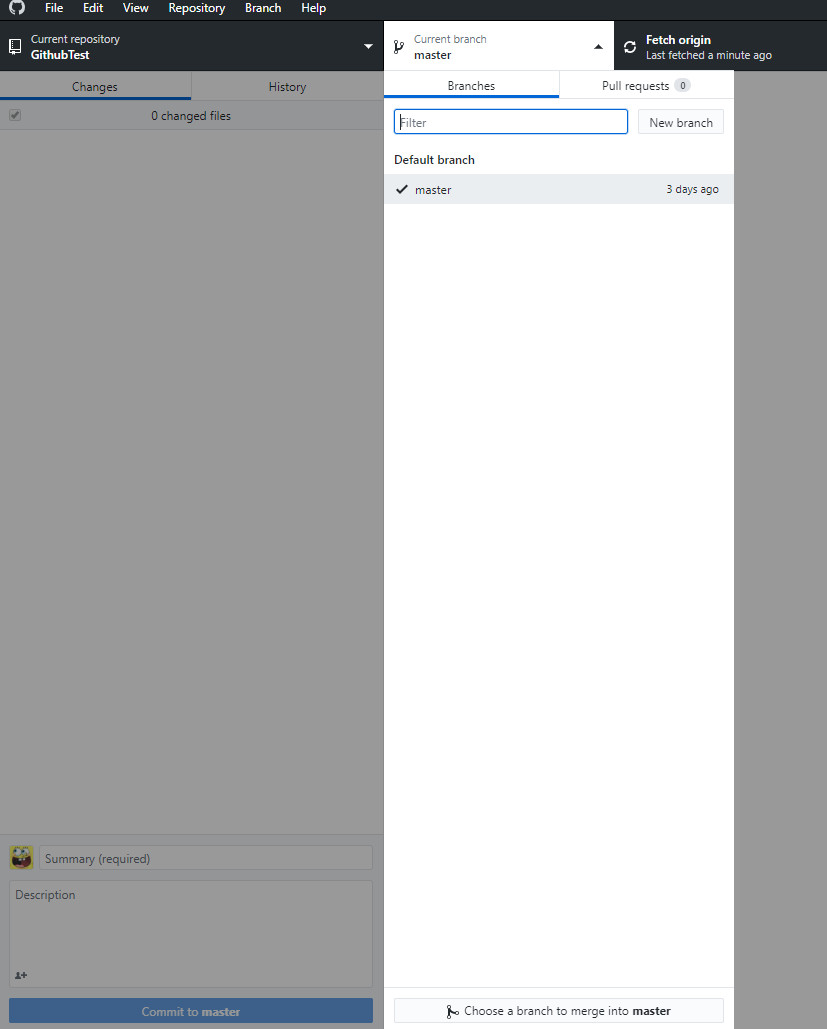 File Edit View Repository Branch Help
Current repository
GithubTest
Current branch
master
Fetch origin
Last fetched a minute ago
Changes History
0 changed files
Branches Pull requests 0
Filter New branch
Default branch
master 3 days ago
Summary (required)
Description
Commit to master
Choose a branch to merge into master